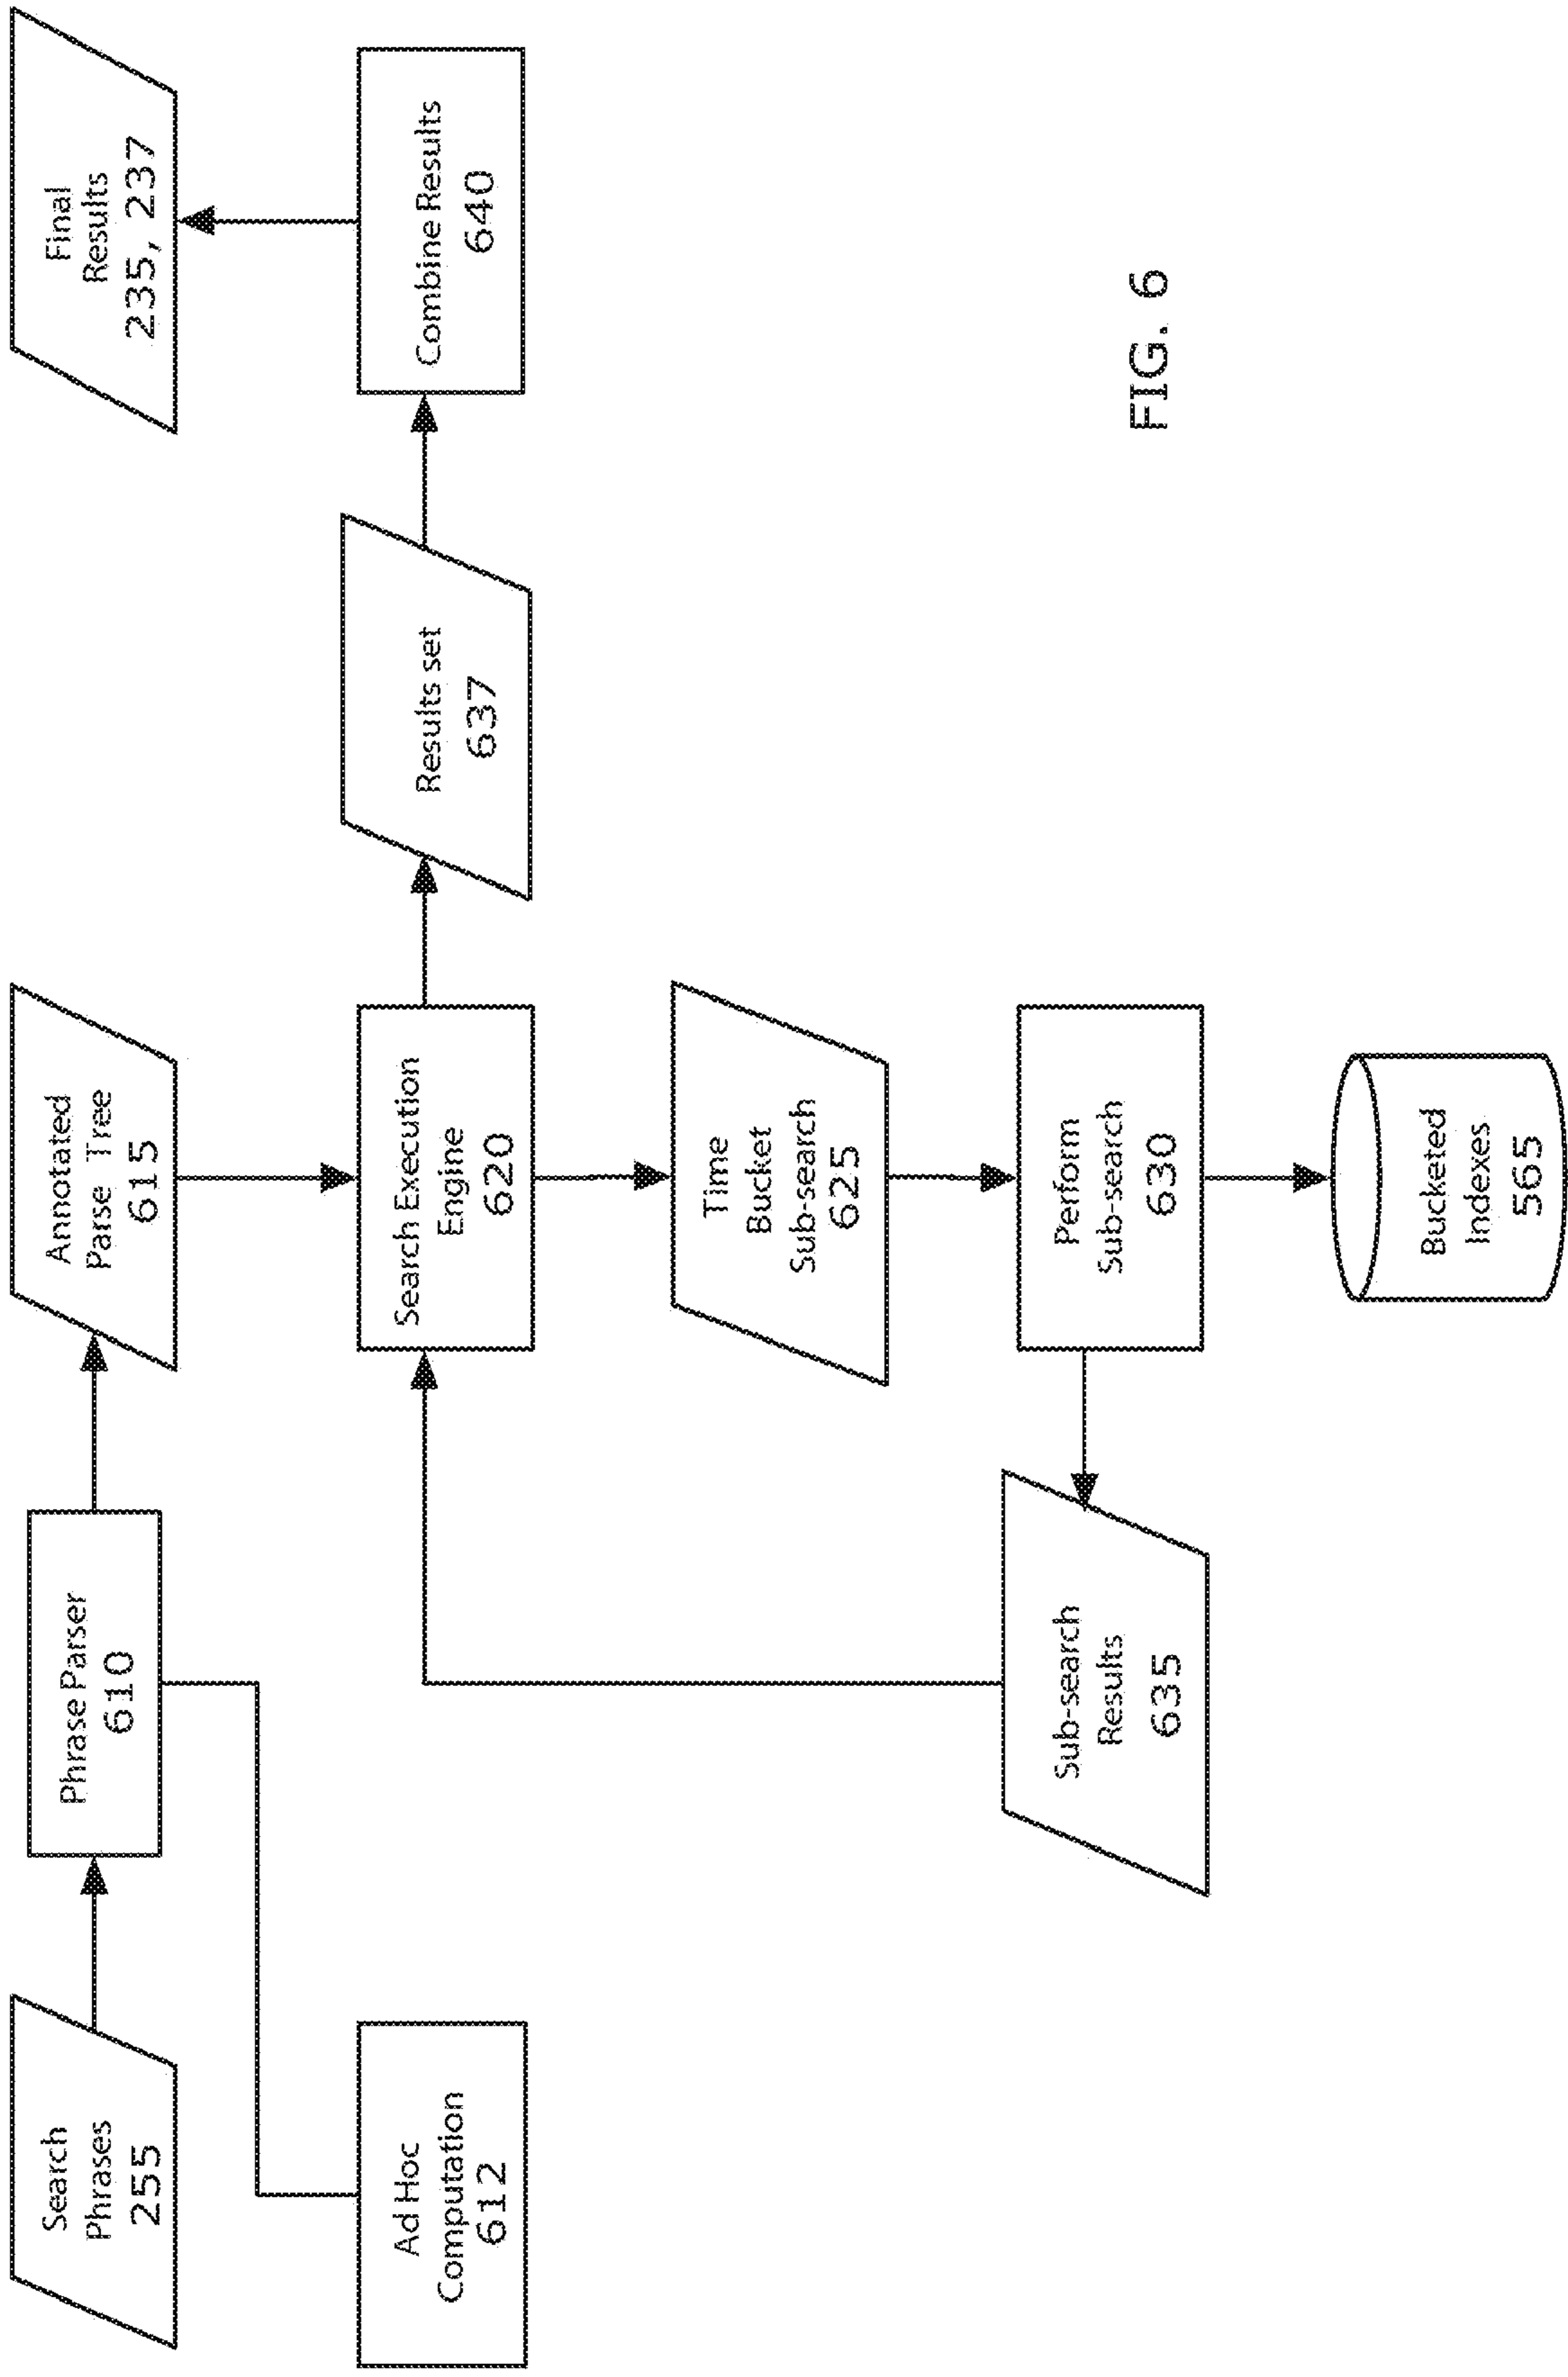 Search
Phrases
255
Phrase Parser
610
Annotated
Parse Tree
615
Final
Results
235, 237
Ad Hoc
Computation
612
Search Execution
Engine
620
Results set
637
Combine Results
640
Time
Bucket
Sub-search
625
Sub-search
Results
635
Perform
Sub-search
630
Bucketed
Indexes
565
FIG. 6